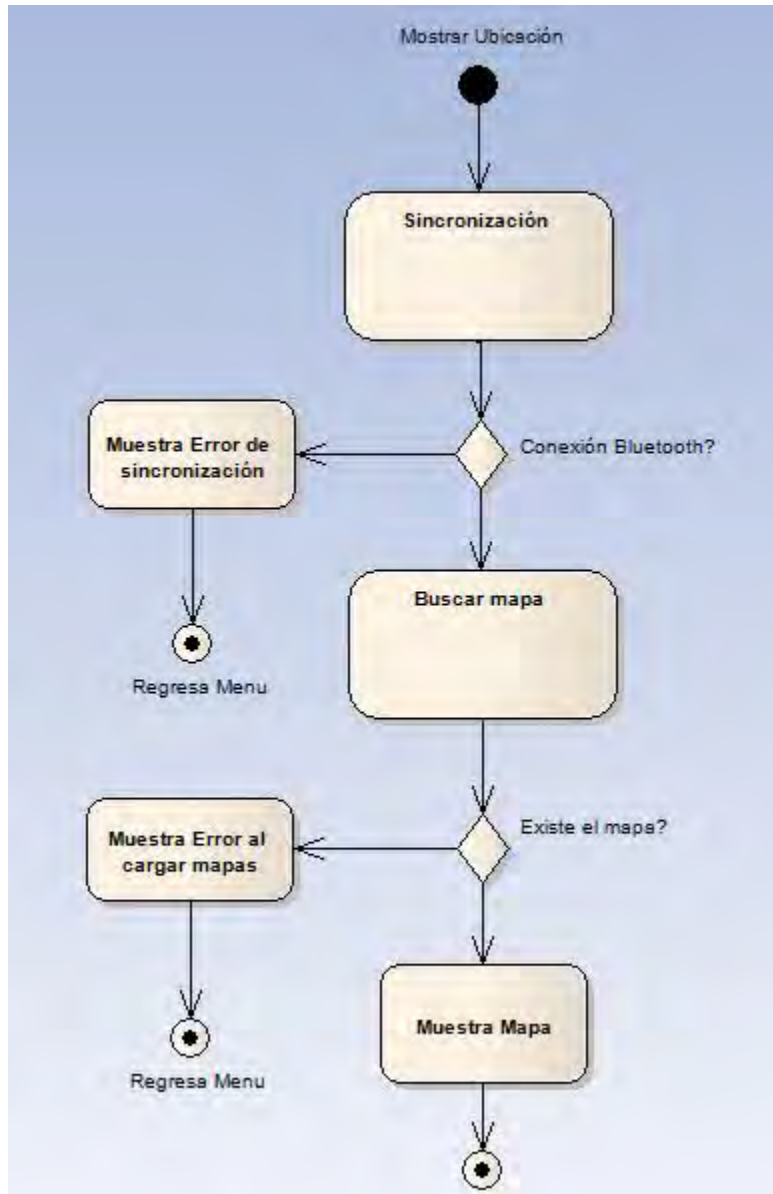 Mostrar Ubicación
Sincronización
Conexión Bluetooth?
Muestra Error de
sincronización
Buscar mapa
Regresa Menu
Existe el mapa?
Muestra Error al
cargar mapas
Muestra Mapa
Regresa Menu